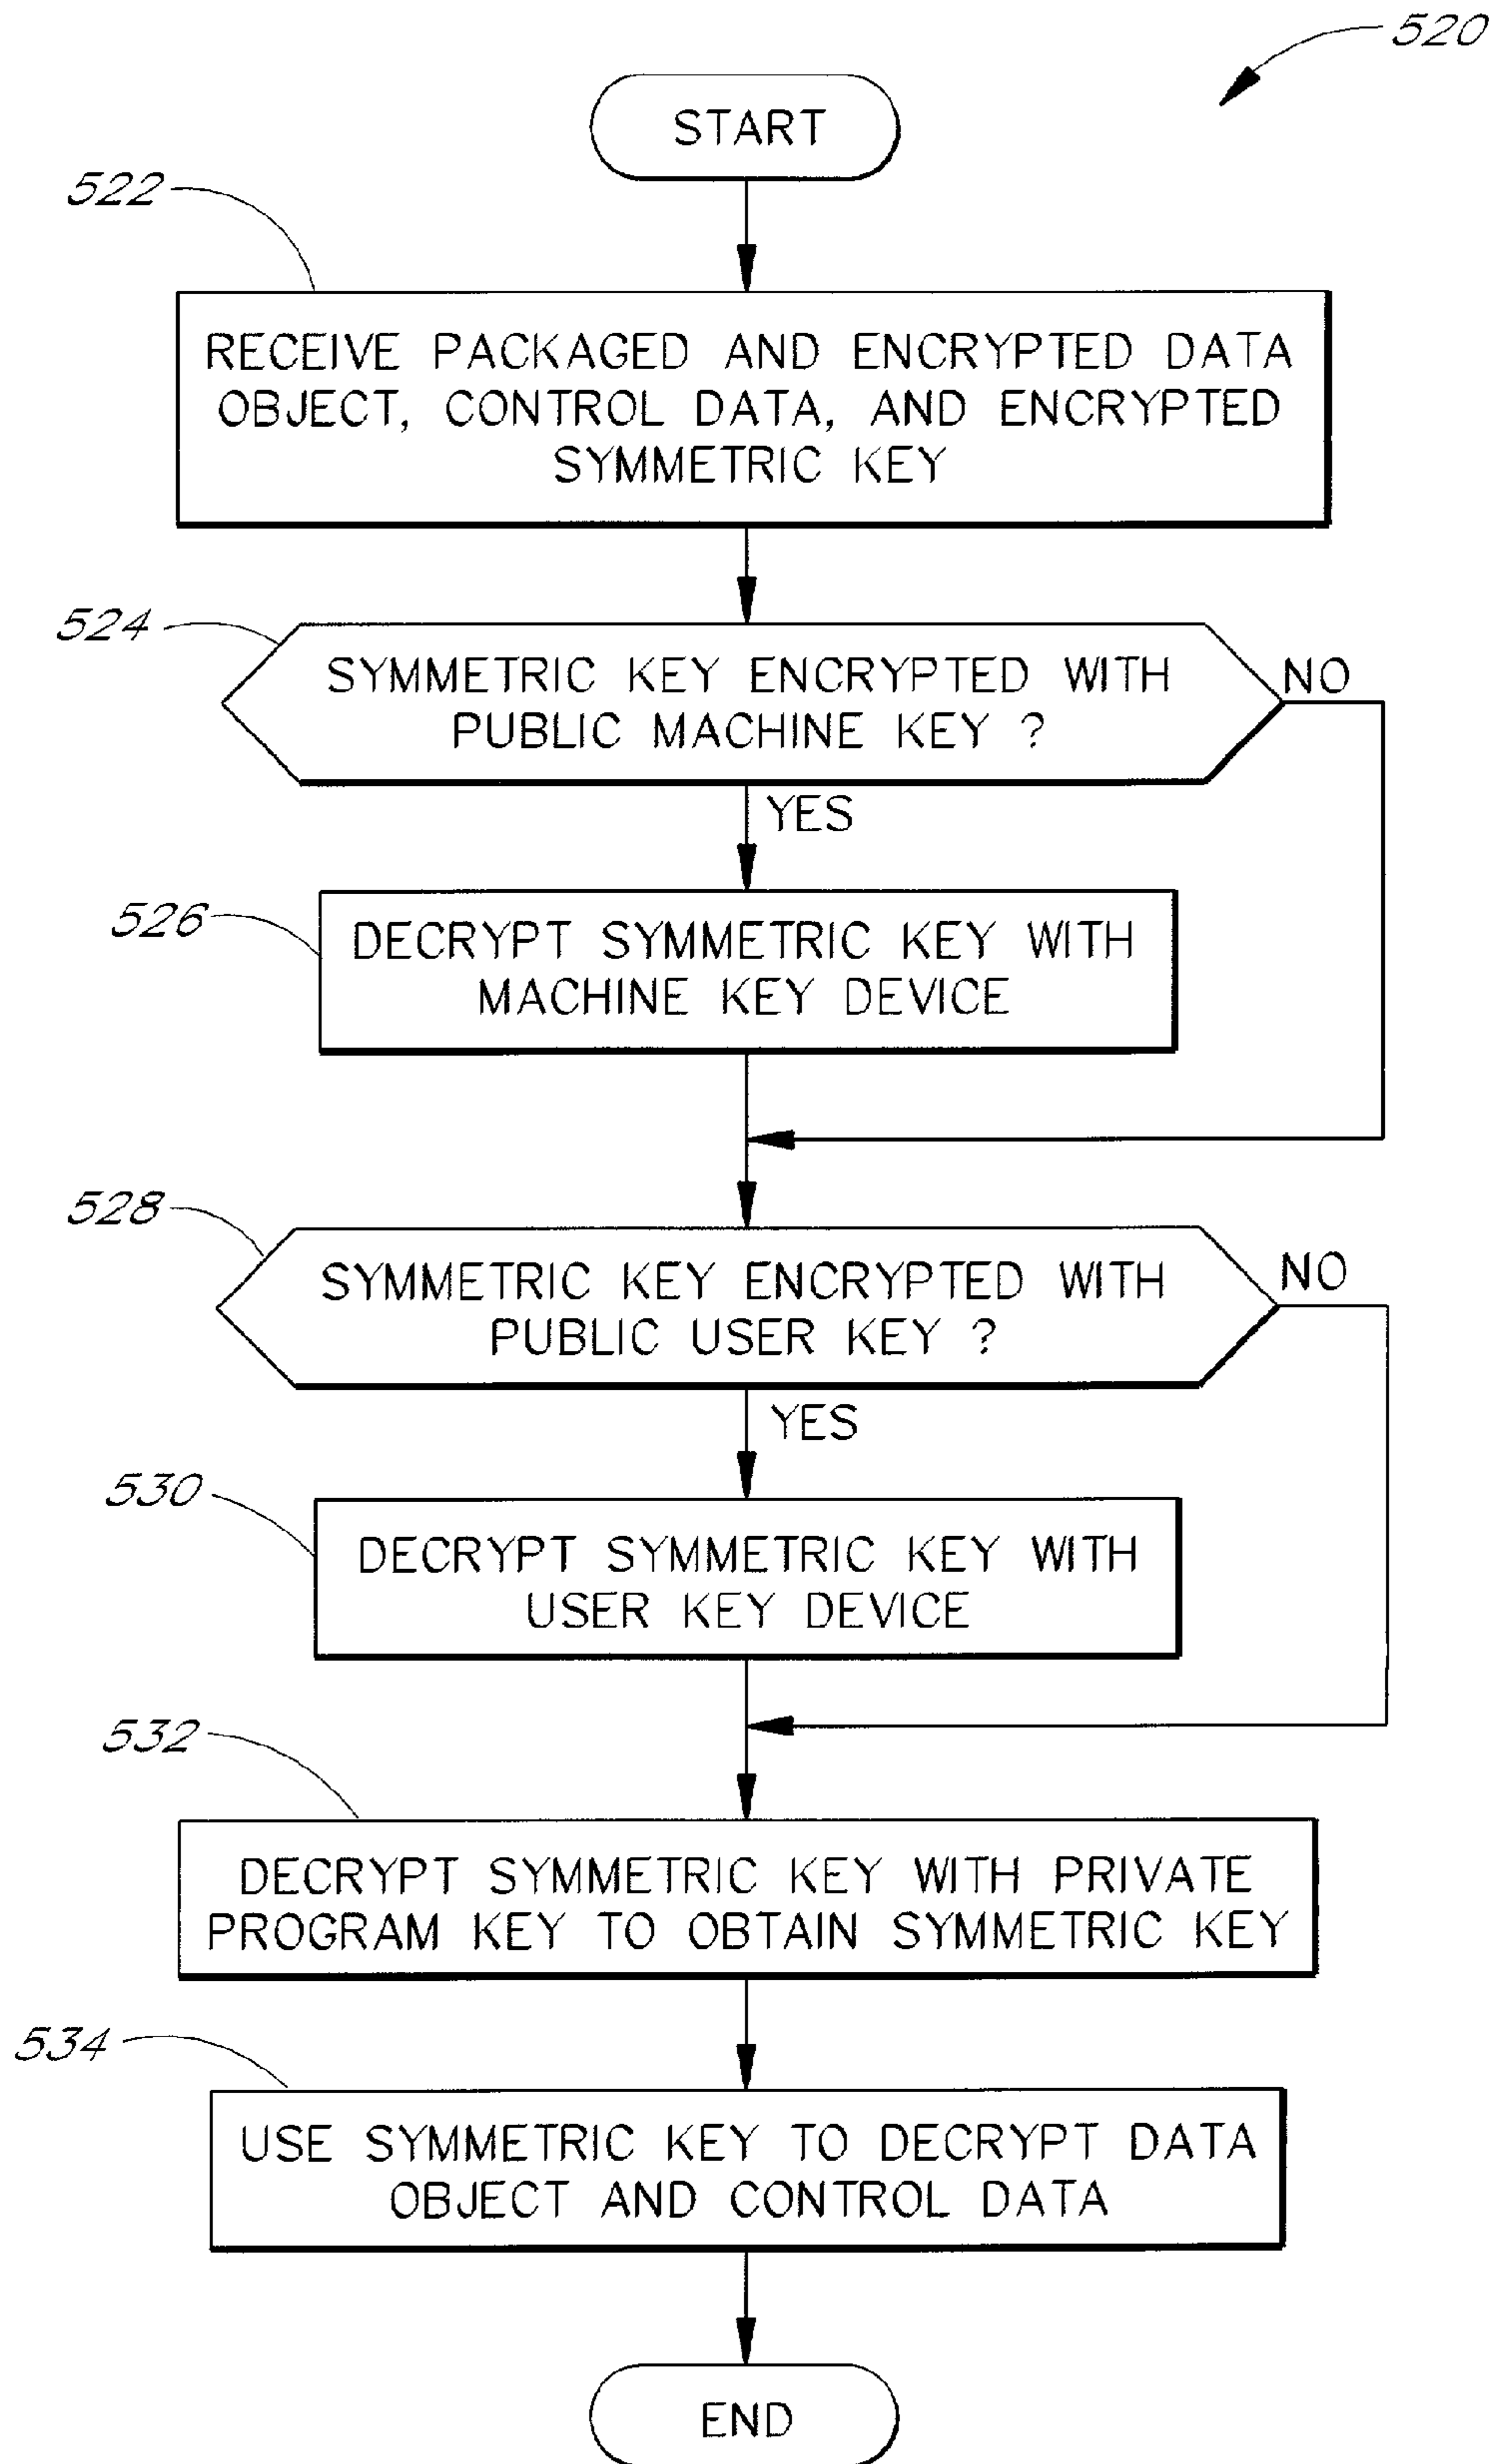 520
START
522
RECEIVE PACKAGED AND ENCRYPTED DATA
OBJECT, CONTROL DATA, AND ENCRYPTED
SYMMETRIC KEY
524
SYMMETRIC KEY ENCRYPTED WITH
PUBLIC MACHINE KEY ?
NO
YES
526
DECRYPT SYMMETRIC KEY WITH
MACHINE KEY DEVICE
528
SYMMETRIC KEY ENCRYPTED WITH
PUBLIC USER KEY ?
NO
YES
530
DECRYPT SYMMETRIC KEY WITH
USER KEY DEVICE
532
DECRYPT SYMMETRIC KEY WITH PRIVATE
PROGRAM KEY TO OBTAIN SYMMETRIC KEY
534
USE SYMMETRIC KEY TO DECRYPT DATA
OBJECT AND CONTROL DATA
END